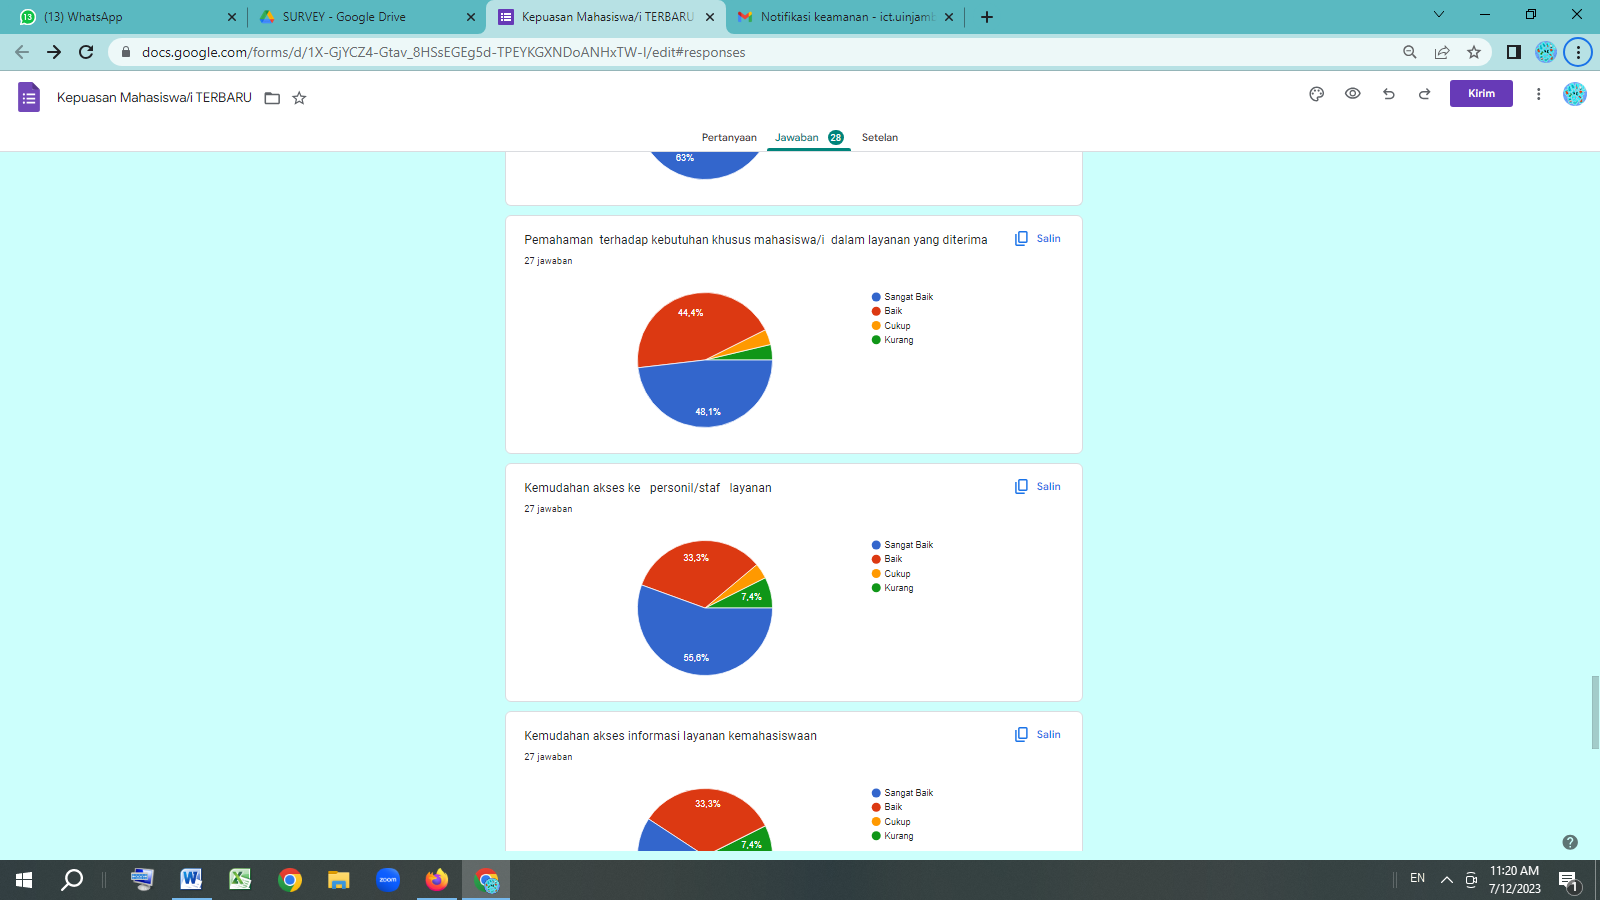 13
(13) WhatsApp
SURVEY - Google Drive
Kepuasan Mahasiswa/i TERBARU
Notifikasi keamanan - ict.uinjamb
docs.google.com/forms/d/1X-GjYCZ4-Gtav_8HSsEGEg5d-TPEYKGXNDoANHxTW-I/edit#responses
Kepuasan Mahasiswa/i TERBARU
Kirim
Pertanyaan Jawaban 28 Setelan
63%
Pemahaman  terhadap kebutuhan khusus mahasiswa/i  dalam layanan yang diterima
Salin
27 jawaban
44,4%
48,1%
Sangat Baik
Baik
Cukup
Kurang
Kemudahan akses ke   personil/staf   layanan
Salin
27 jawaban
33,3%
7,4%
55,6%
Sangat Baik
Baik
Cukup
Kurang
Kemudahan akses informasi layanan kemahasiswaan
Salin
27 jawaban
33,3%
7,4%
Sangat Baik
Baik
Cukup
Kurang
zoom
EN
11:20 AM
7/12/2023
1